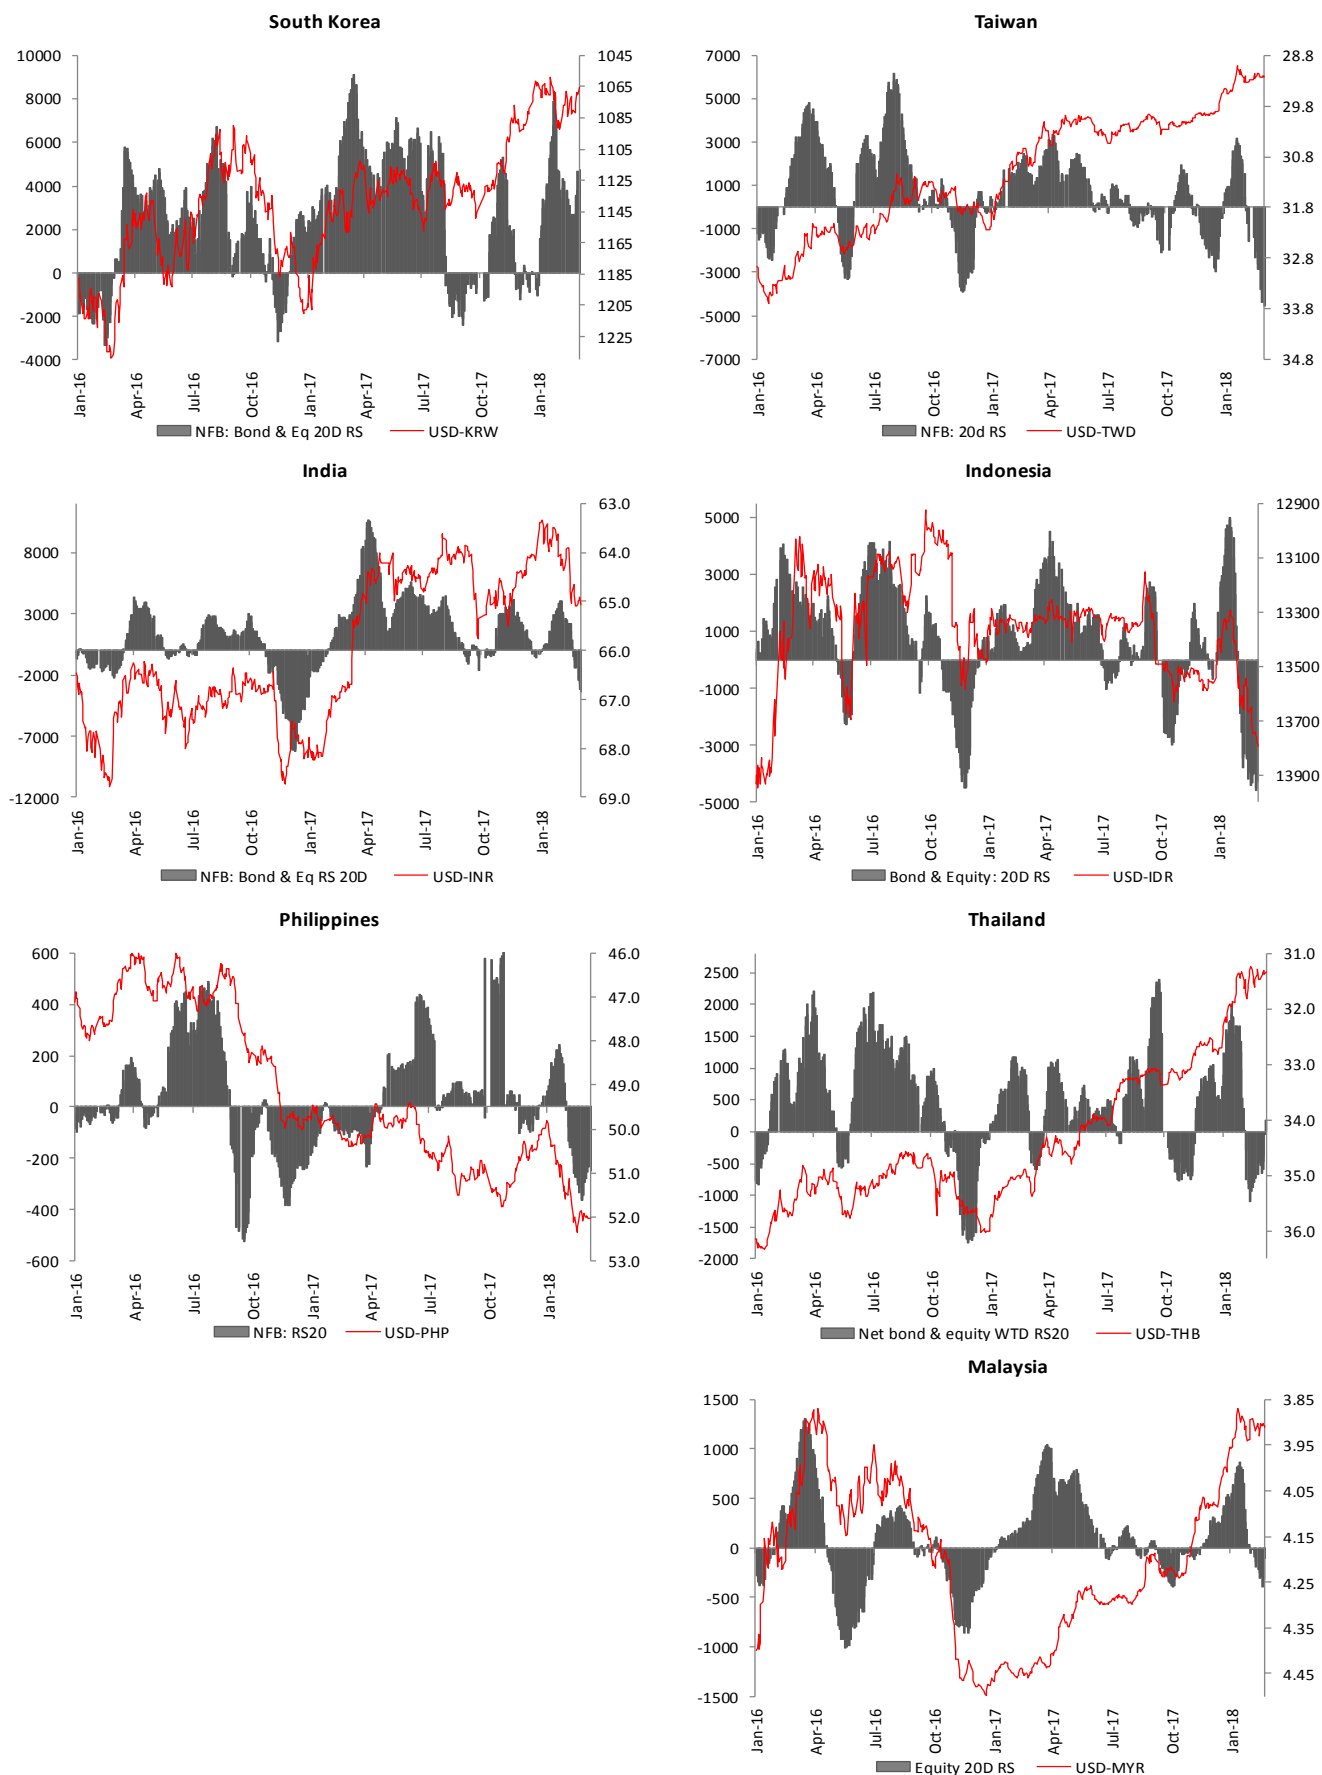 South Korea
10000
8000
6000
4000
2000
0
-2000
-4000
1045
1065
1085
1105
1125
1145
1165
1185
1205
1225
Jan-16
Apr-16
Jul-16
Oct-16
Jan-17
Apr-17
Jul-17
Oct-17
Jan-18
NFB: Bond & Eq 20D RS
USD-KRW
Taiwan
7000
5000
3000
1000
-1000
-3000
-5000
-7000
28.8
29.8
30.8
31.8
32.8
33.8
34.8
Jan-16
Apr-16
Jul-16
Oct-16
Jan-17
Apr-17
Jul-17
Oct-17
Jan-18
NFB: 20d RS
USD-TWD
India
8000
3000
-2000
-7000
-12000
63.0
64.0
65.0
66.0
67.0
68.0
69.0
Jan-16
Apr-16
Jul-16
Oct-16
Jan-17
Apr-17
Jul-17
Oct-17
Jan-18
NFB: Bond & Eq RS 20D
USD-INR
Indonesia
5000
3000
1000
-1000
-3000
-5000
12900
13100
13300
13500
13700
13900
Jan-16
Apr-16
Jul-16
Oct-16
Jan-17
Apr-17
Jul-17
Oct-17
Jan-18
Bond & Equity: 20D RS
USD-IDR
Philippines
600
400
200
0
-200
-400
-600
46.0
47.0
48.0
49.0
50.0
51.0
52.0
53.0
Jan-16
Apr-16
Jul-16
Oct-16
Jan-17
Apr-17
Jul-17
Oct-17
Jan-18
NFB: RS20
USD-PHP
Thailand
2500
2000
1500
1000
500
0
-500
-1000
-1500
-2000
31.0
32.0
33.0
34.0
35.0
36.0
Jan-16
Apr-16
Jul-16
Oct-16
Jan-17
Apr-17
Jul-17
Oct-17
Jan-18
Net bond & equity WTD RS20
USD-THB
Malaysia
1500
1000
500
0
-500
-1000
-1500
3.85
3.95
4.05
4.15
4.25
4.35
4.45
Jan-16
Apr-16
Jul-16
Oct-16
Jan-17
Apr-17
Jul-17
Oct-17
Jan-18
Equity 20D RS
USD-MYR